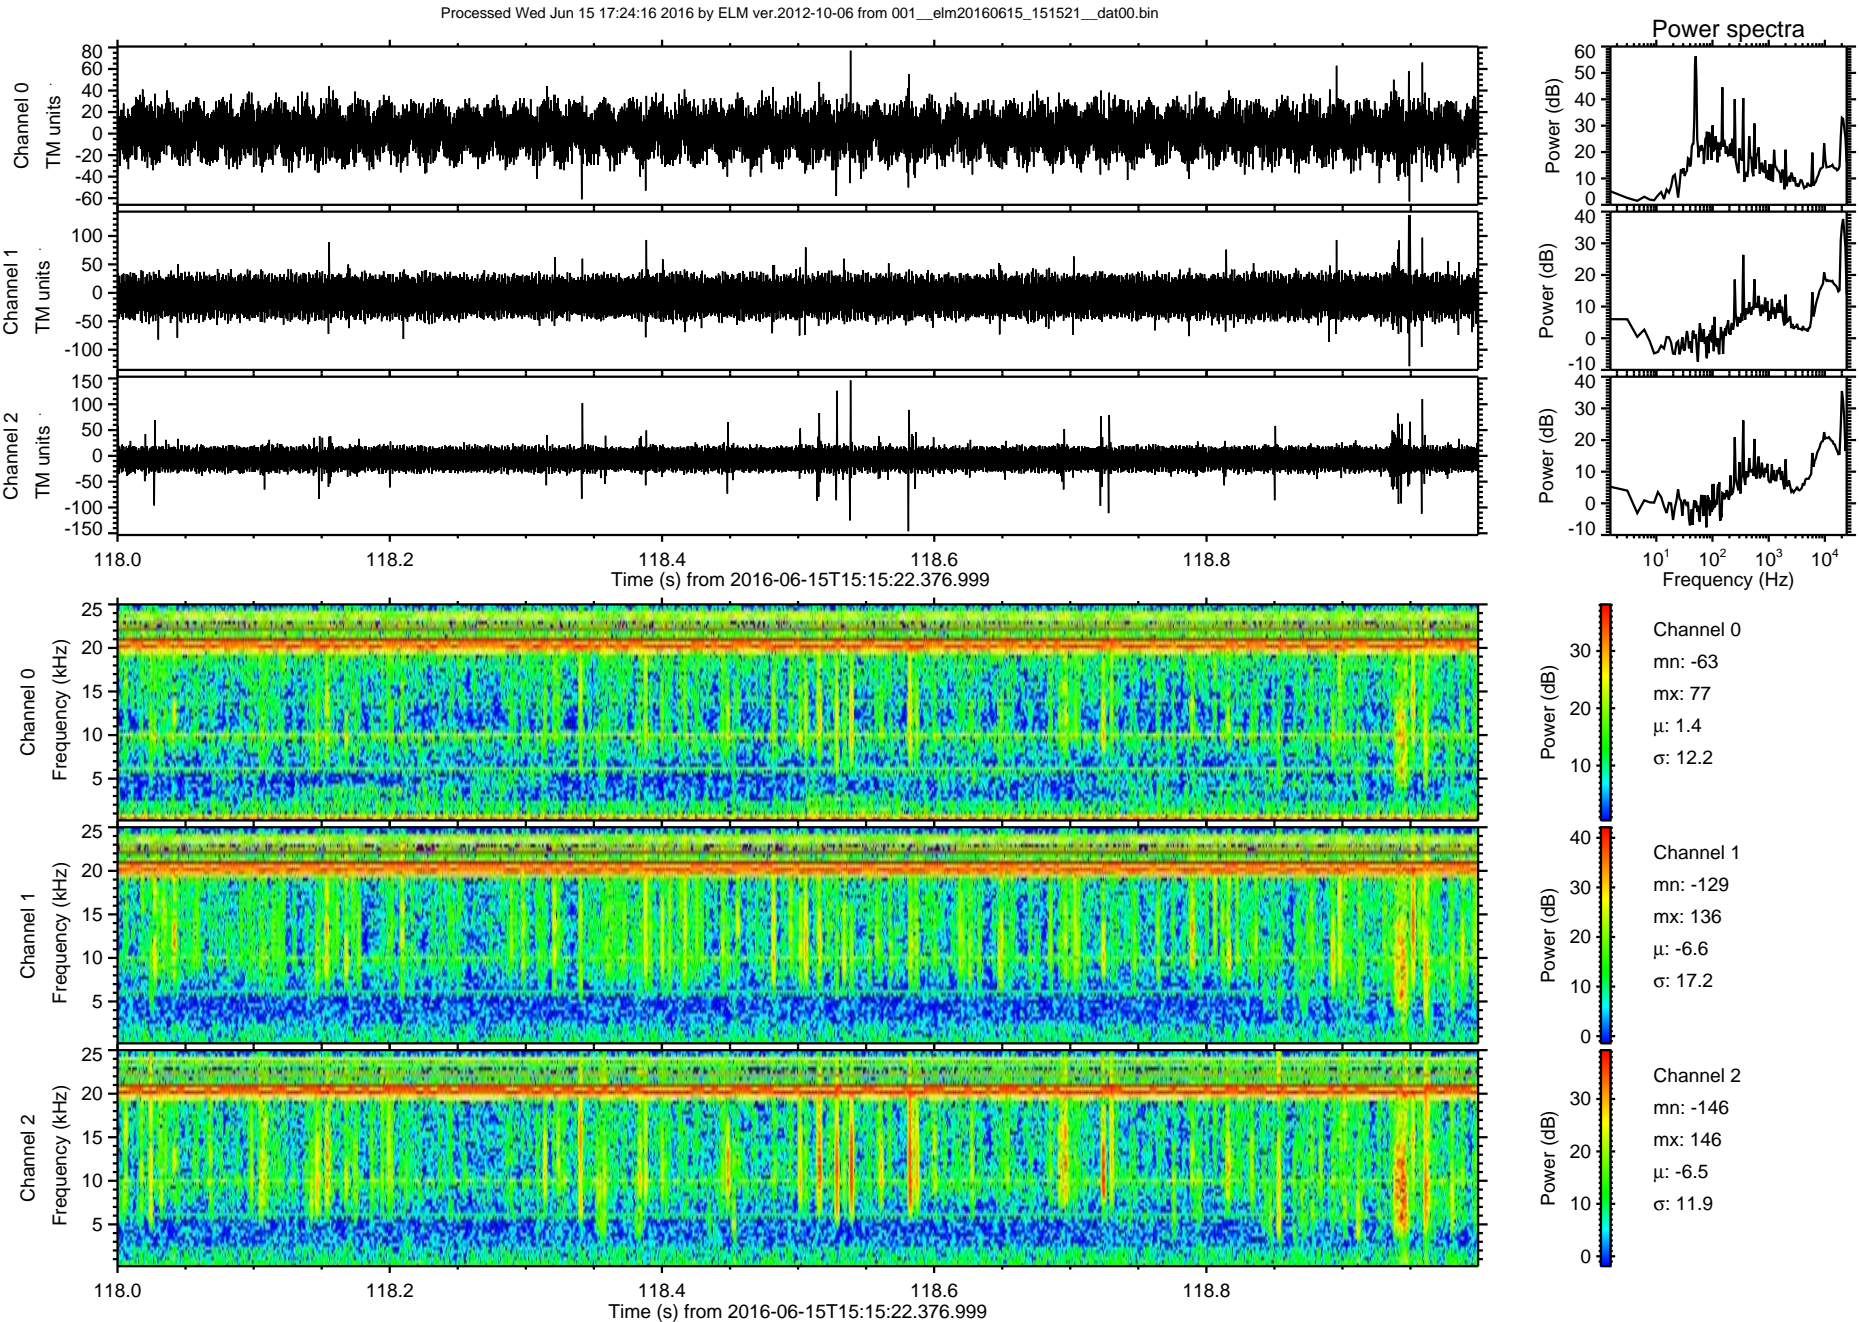 Processed Wed Jun 15 17:24:16 2016 by ELM ver.2012-10-06 from 001__elm20160615_151521__dat00.bin
Power spectra
Channel 0
TM units
80
60
40
20
0
-20
-40
-60
Power (dB)
60
50
40
30
20
10
0
Channel 1
TM units
100
50
0
-50
-100
Power (dB)
40
30
20
10
0
-10
Channel 2
TM units
150
100
50
0
-50
-100
-150
Power (dB)
40
30
20
10
0
-10
118.0 118.2 118.4 118.6 118.8
Time (s) from 2016-06-15T15:15:22.376.999
10¹ 10² 10³ 10⁴
Frequency (Hz)
Channel 0
Frequency (kHz)
25
20
15
10
5
Power (dB)
30
20
10
Channel 0
mn: -63
mx: 77
μ: 1.4
σ: 12.2
Channel 1
Frequency (kHz)
25
20
15
10
5
Power (dB)
40
30
20
10
0
Channel 1
mn: -129
mx: 136
μ: -6.6
σ: 17.2
Channel 2
Frequency (kHz)
25
20
15
10
5
Power (dB)
30
20
10
0
Channel 2
mn: -146
mx: 146
μ: -6.5
σ: 11.9
118.0 118.2 118.4 118.6 118.8
Time (s) from 2016-06-15T15:15:22.376.999